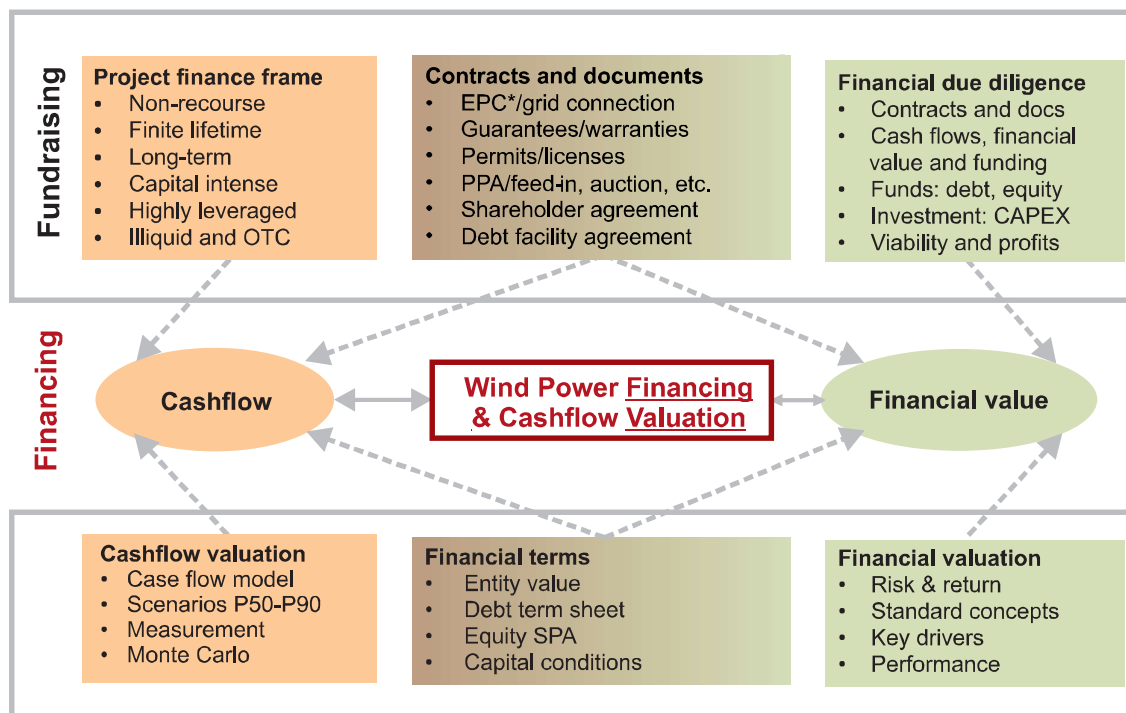 Fundraising
Project finance frame
• Non-recourse
• Finite lifetime
• Long-term
• Capital intense
• Highly leveraged
• Illiquid and OTC
Contracts and documents
• EPC*/grid connection
• Guarantees/warranties
• Permits/licenses
• PPA/feed-in, auction, etc.
• Shareholder agreement
• Debt facility agreement
Financial due diligence
• Contracts and docs
• Cash flows, financial
value and funding
• Funds: debt, equity
• Investment: CAPEX
• Viability and profits
Financing
Cashflow
Wind Power Financing
& Cashflow Valuation
Financial value
Cashflow valuation
• Case flow model
• Scenarios P50-P90
• Measurement
• Monte Carlo
Financial terms
• Entity value
• Debt term sheet
• Equity SPA
• Capital conditions
Financial valuation
• Risk & return
• Standard concepts
• Key drivers
• Performance